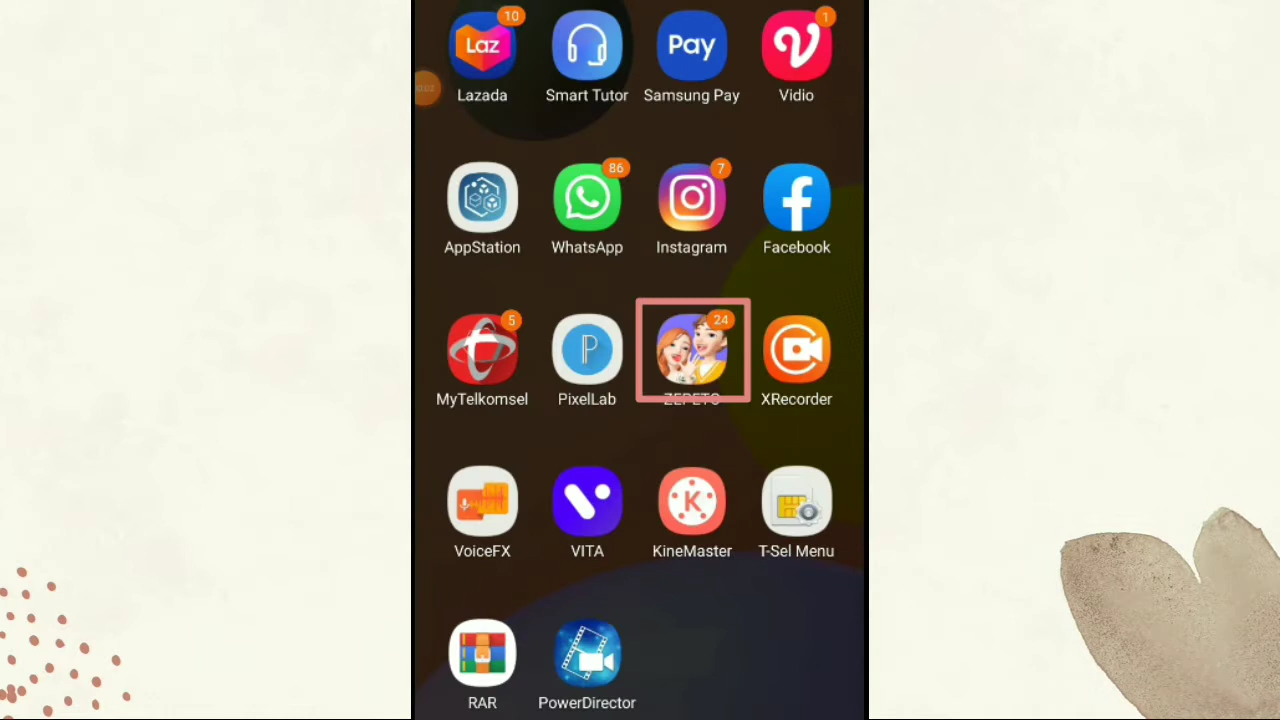 10
Laz
Pay
1
Lazada
Smart Tutor
Samsung Pay
Vidio
86
7
AppStation
WhatsApp
Instagram
Facebook
5
24
MyTelkomsel
PixelLab
ZEPETO
XRecorder
VoiceFX
VITA
KineMaster
T-Sel Menu
RAR
PowerDirector